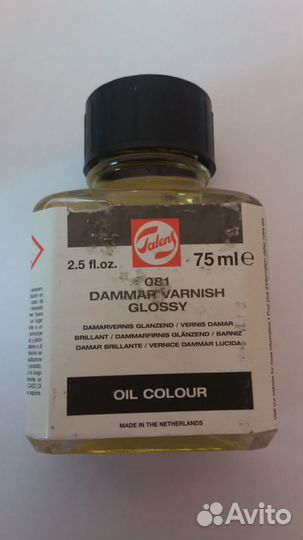 Talens
2.5 fl.oz. 75 ml e
081
DAMMAR VARNISH
GLOSSY
DAMARVERNIS GLANZEND / VERNIS DAMAR
BRILLANT / DAMMARFIRNIS GLÄNZEND / BARNIZ
DAMAR BRILLANTE / VERNICE DAMMAR LUCIDA
OIL COLOUR
MADE IN THE NETHERLANDS
Avito